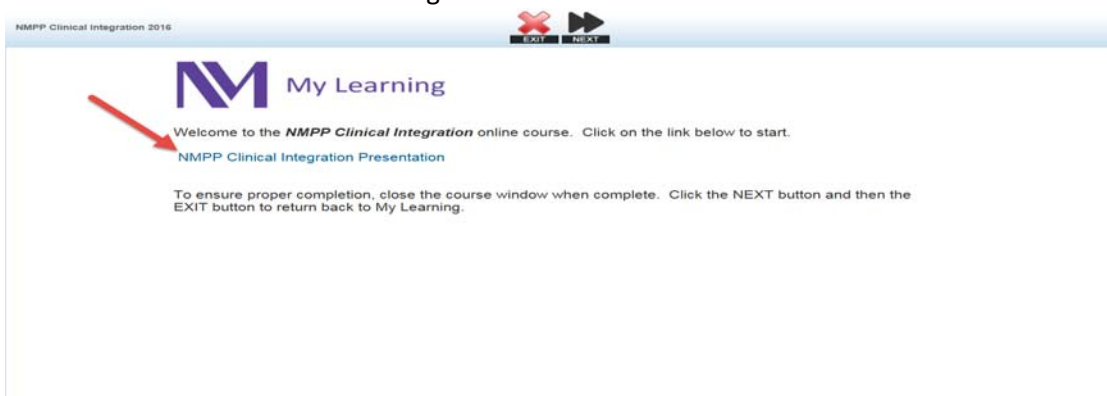 NMPP Clinical Integration 2016
EXIT NEXT
NM My Learning
Welcome to the NMPP Clinical Integration online course. Click on the link below to start.
NMPP Clinical Integration Presentation
To ensure proper completion, close the course window when complete. Click the NEXT button and then the
EXIT button to return back to My Learning.